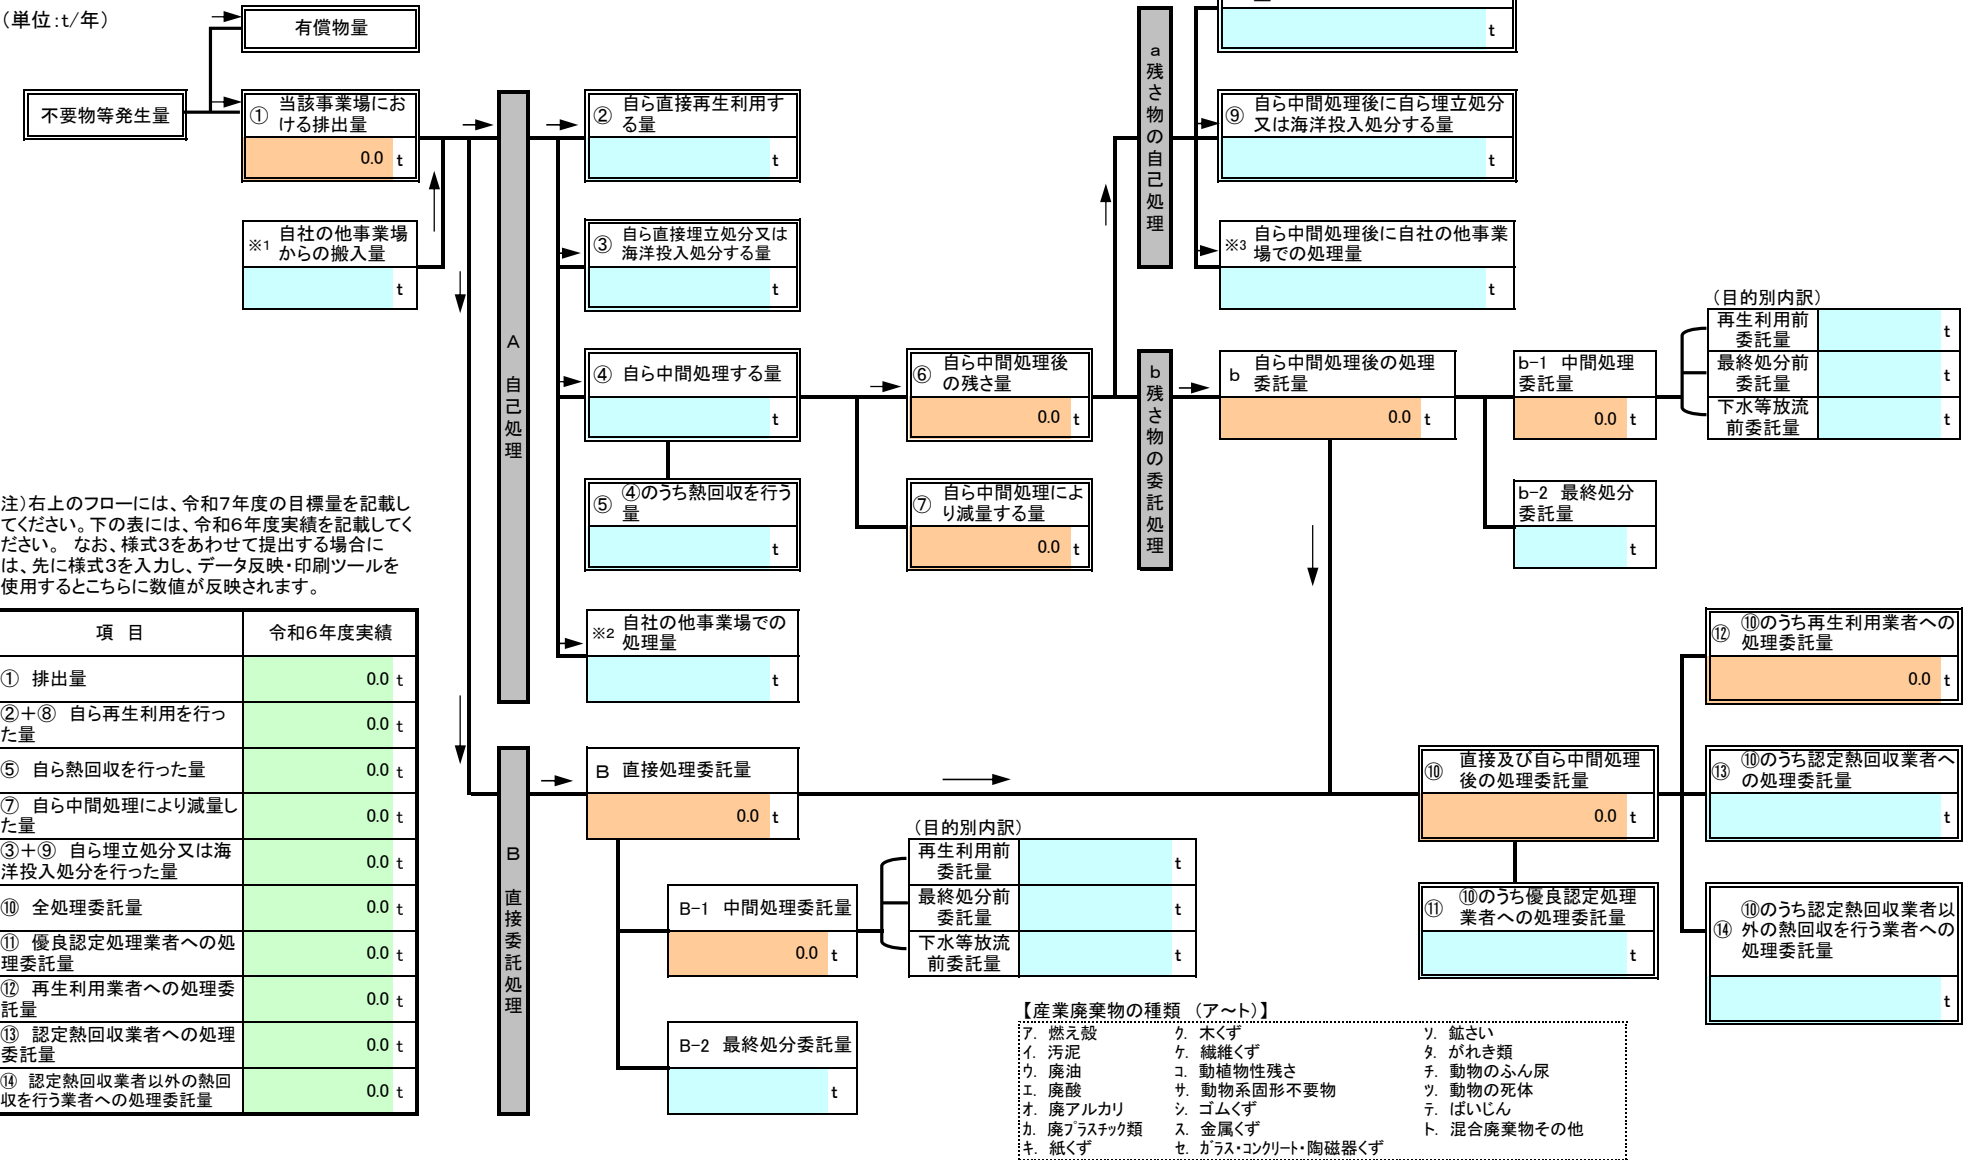 (単位:t/年)
有償物量
不要物等発生量
① 当該事業場にお
ける排出量
0.0 t
※1 自社の他事業場
からの搬入量
t
A 自己処理
② 自ら直接再生利用す
る量
t
③ 自ら直接埋立処分又は
海洋投入処分する量
t
④ 自ら中間処理する量
t
⑤ ④のうち熱回収を行う
量
t
※2 自社の他事業場での
処理量
t
⑥ 自ら中間処理後
の残さ量
0.0 t
⑦ 自ら中間処理によ
り減量する量
0.0 t
a 残さ物の自己処理
t
⑨ 自ら中間処理後に自ら埋立処分
又は海洋投入処分する量
t
※3 自ら中間処理後に自社の他事業
場での処理量
t
b 残さ物の委託処理
b 自ら中間処理後の処理
委託量
0.0 t
b-1 中間処理
委託量
0.0 t
(目的別内訳)
再生利用前
委託量
t
最終処分前
委託量
t
下水等放流
前委託量
t
b-2 最終処分
委託量
t
注)右上のフローには、令和7年度の目標量を記載し
てください。下の表には、令和6年度実績を記載してく
ださい。 なお、様式3をあわせて提出する場合に
は、先に様式3を入力し、データ反映・印刷ツールを
使用するとこちらに数値が反映されます。
項 目 令和6年度実績
① 排出量 0.0 t
②+⑧ 自ら再生利用を行っ
た量 0.0 t
⑤ 自ら熱回収を行った量 0.0 t
⑦ 自ら中間処理により減量し
た量 0.0 t
③+⑨ 自ら埋立処分又は海
洋投入処分を行った量 0.0 t
⑩ 全処理委託量 0.0 t
⑪ 優良認定処理業者への処
理委託量 0.0 t
⑫ 再生利用業者への処理委
託量 0.0 t
⑬ 認定熱回収業者への処理
委託量 0.0 t
⑭ 認定熱回収業者以外の熱回
収を行う業者への処理委託量 0.0 t
B 直接委託処理
B 直接処理委託量
0.0 t
B-1 中間処理委託量
0.0 t
(目的別内訳)
再生利用前
委託量
t
最終処分前
委託量
t
下水等放流
前委託量
t
B-2 最終処分委託量
t
⑩ 直接及び自ら中間処理
後の処理委託量
0.0 t
⑪ ⑩のうち優良認定処理
業者への処理委託量
t
⑫ ⑩のうち再生利用業者への
処理委託量
0.0 t
⑬ ⑩のうち認定熱回収業者へ
の処理委託量
t
⑭ ⑩のうち認定熱回収業者以
外の熱回収を行う業者への
処理委託量
t
【産業廃棄物の種類 (ア~ト)】
ア. 燃え殻
イ. 汚泥
ウ. 廃油
エ. 廃酸
オ. 廃アルカリ
カ. 廃プラスチック類
キ. 紙くず
ク. 木くず
ケ. 繊維くず
コ. 動植物性残さ
サ. 動物系固形不要物
シ. ゴムくず
ス. 金属くず
セ. ガラス・コンクリート・陶磁器くず
ソ. 鉱さい
タ. がれき類
チ. 動物のふん尿
ツ. 動物の死体
テ. ばいじん
ト. 混合廃棄物その他